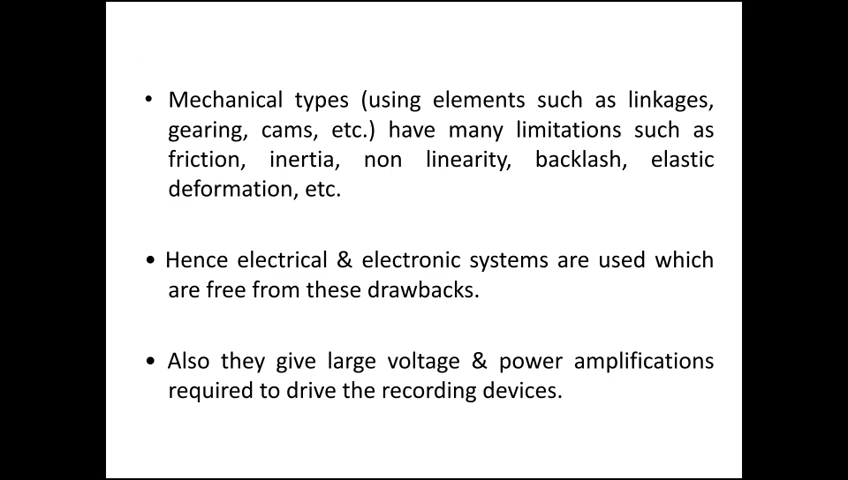 • Mechanical types (using elements such as linkages,
gearing, cams, etc.) have many limitations such as
friction, inertia, non linearity, backlash, elastic
deformation, etc.
• Hence electrical & electronic systems are used which
are free from these drawbacks.
• Also they give large voltage & power amplifications
required to drive the recording devices.